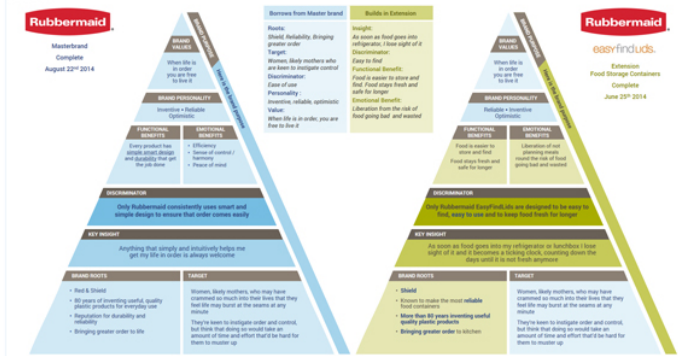 Rubbermaid
Masterbrand
Complete
August 22nd 2014
BRAND PURPOSE
Here is the brand purpose
BRAND
VALUES
When life is
in order
you are free
to live it
BRAND PERSONALITY
Inventive + Reliable
Optimistic
FUNCTIONAL
BENEFITS
Every product has
simple smart design
and durability that get
the job done
EMOTIONAL
BENEFITS
• Efficiency
• Sense of control /
harmony
• Peace of mind
DISCRIMINATOR
Only Rubbermaid consistently uses smart and
simple design to ensure that order comes easily
KEY INSIGHT
Anything that simply and intuitively helps me
get my life in order is always welcome
BRAND ROOTS
• Red & Shield
• 80 years of inventing useful, quality
plastic products for everyday use
• Reputation for durability and
reliability
• Bringing greater order to life
TARGET
Women, likely mothers, who may have
crammed so much into their lives that they
feel life may burst at the seams at any
minute
They're keen to instigate order and control,
but think that doing so would take an
amount of time and effort that'd be hard for
them to muster up
Borrows from Master brand
Roots:
Shield, Reliability, Bringing
greater order
Target:
Women, likely mothers who
are keen to instigate control
Discriminator:
Ease of use
Personality :
Inventive, reliable, optimistic
Value:
When life is in order, you are
free to live it
Builds in Extension
Insight:
As soon as food goes into
refrigerator, I lose sight of it
Discriminator:
Easy to find
Functional Benefit:
Food is easier to store and
find. Food stays fresh and
safe for longer
Emotional Benefit:
Liberation from the risk of
food going bad and wasted
Rubbermaid
easyfindlids.
Extension
Food Storage Containers
Complete
June 25th 2014
BRAND PURPOSE
Here is the brand purpose
BRAND
VALUES
When life is
in order
you are free
to live it
BRAND PERSONALITY
Reliable + Inventive
Optimistic
FUNCTIONAL
BENEFITS
Food is easier to
store and find
Food stays fresh and
safe for longer
EMOTIONAL
BENEFITS
Liberation of not
planning meals
round the risk of food
going bad and wasted
DISCRIMINATOR
Only Rubbermaid EasyFindLids are designed to be easy to
find, easy to use and to keep food fresh for longer
KEY INSIGHT
As soon as food goes into my refrigerator or lunchbox I lose
sight of it and it becomes a ticking clock, counting down the
days until it is not fresh anymore
BRAND ROOTS
• Shield
• Known to make the most reliable
food containers
• More than 80 years inventing useful
quality plastic products
• Bringing greater order to kitchen
TARGET
Women, likely mothers, who may have
crammed so much into their lives that they
feel life may burst at the seams at any
minute
They're keen to instigate order and control,
but think that doing so would take an
amount of time and effort that'd be hard for
them to muster up